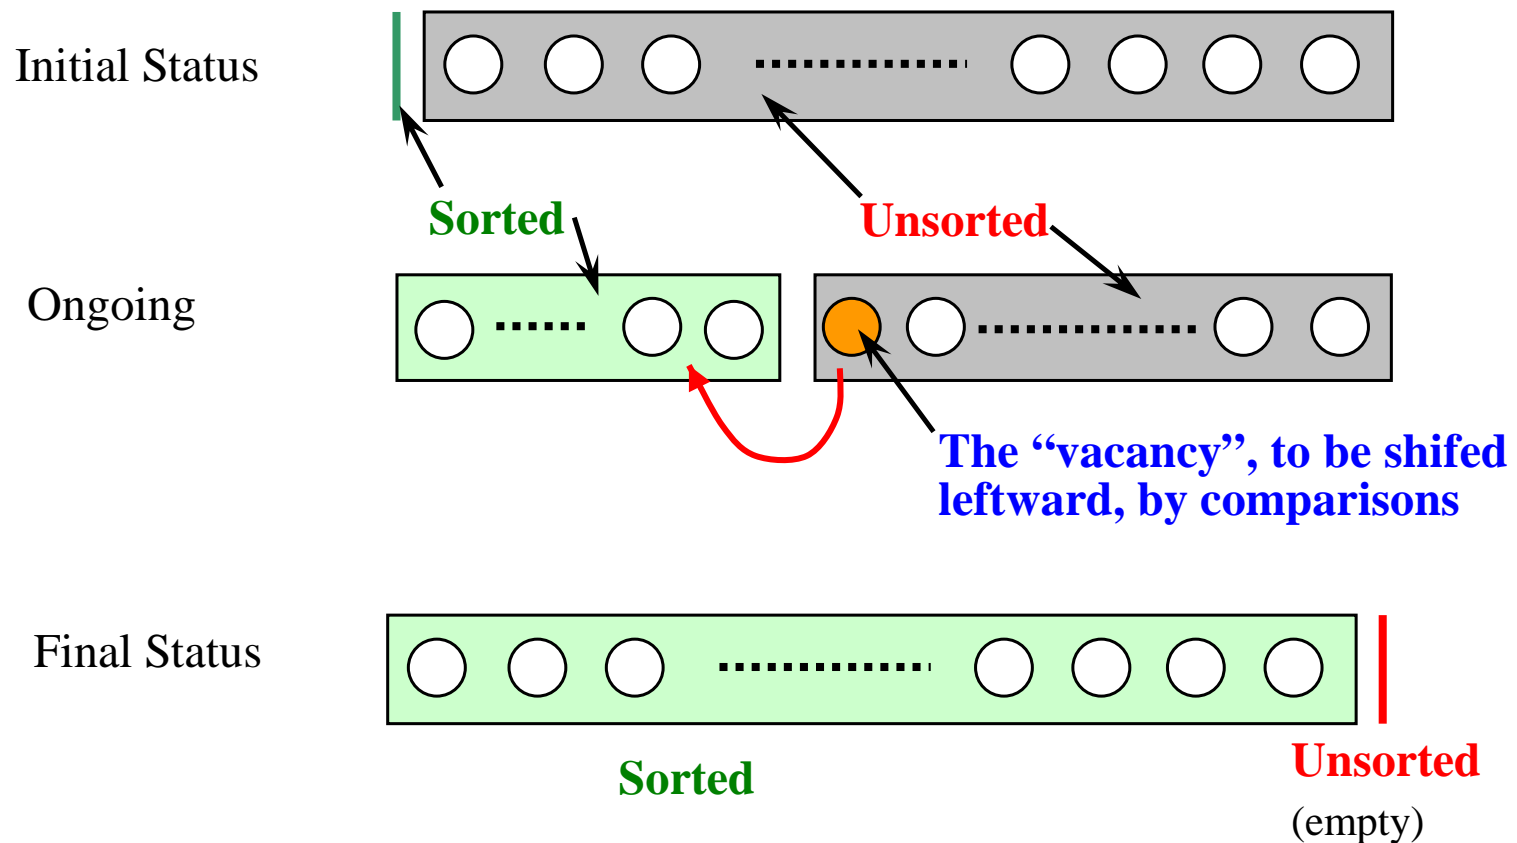 Initial Status
Sorted
Unsorted
Ongoing
The “vacancy”, to be shifed
leftward, by comparisons
Final Status
Sorted
Unsorted
(empty)